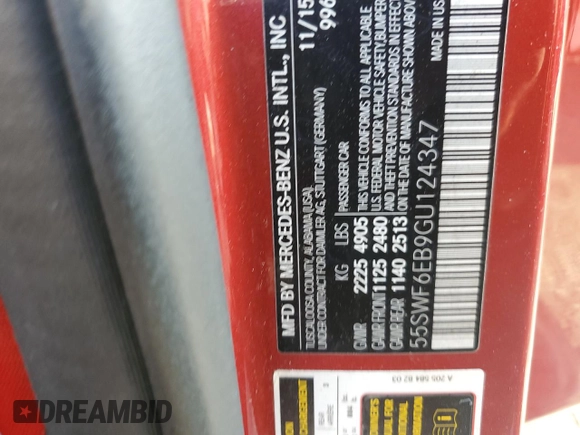 MFD BY MERCEDES-BENZ U.S. INTL., INC 11/15
TUSCALOOSA COUNTY, ALABAMA (USA) 996
UNDER CONTRACT FOR DAIMLER AG, STUTTGART (GERMANY)
KG LBS PASSENGER CAR
GVWR 2225 4905 THIS VEHICLE CONFORMS TO ALL APPLICABLE
GAWR FRONT 1125 2480 U.S. FEDERAL MOTOR VEHICLE SAFETY, BUMPER
GAWR REAR 1140 2513 AND THEFT PREVENTION STANDARDS IN EFFECT
ON THE DATE OF MANUFACTURE SHOWN ABOV
55SWF6EB9GU124347 MADE IN US
A 205 584 82 03
DREAMBID